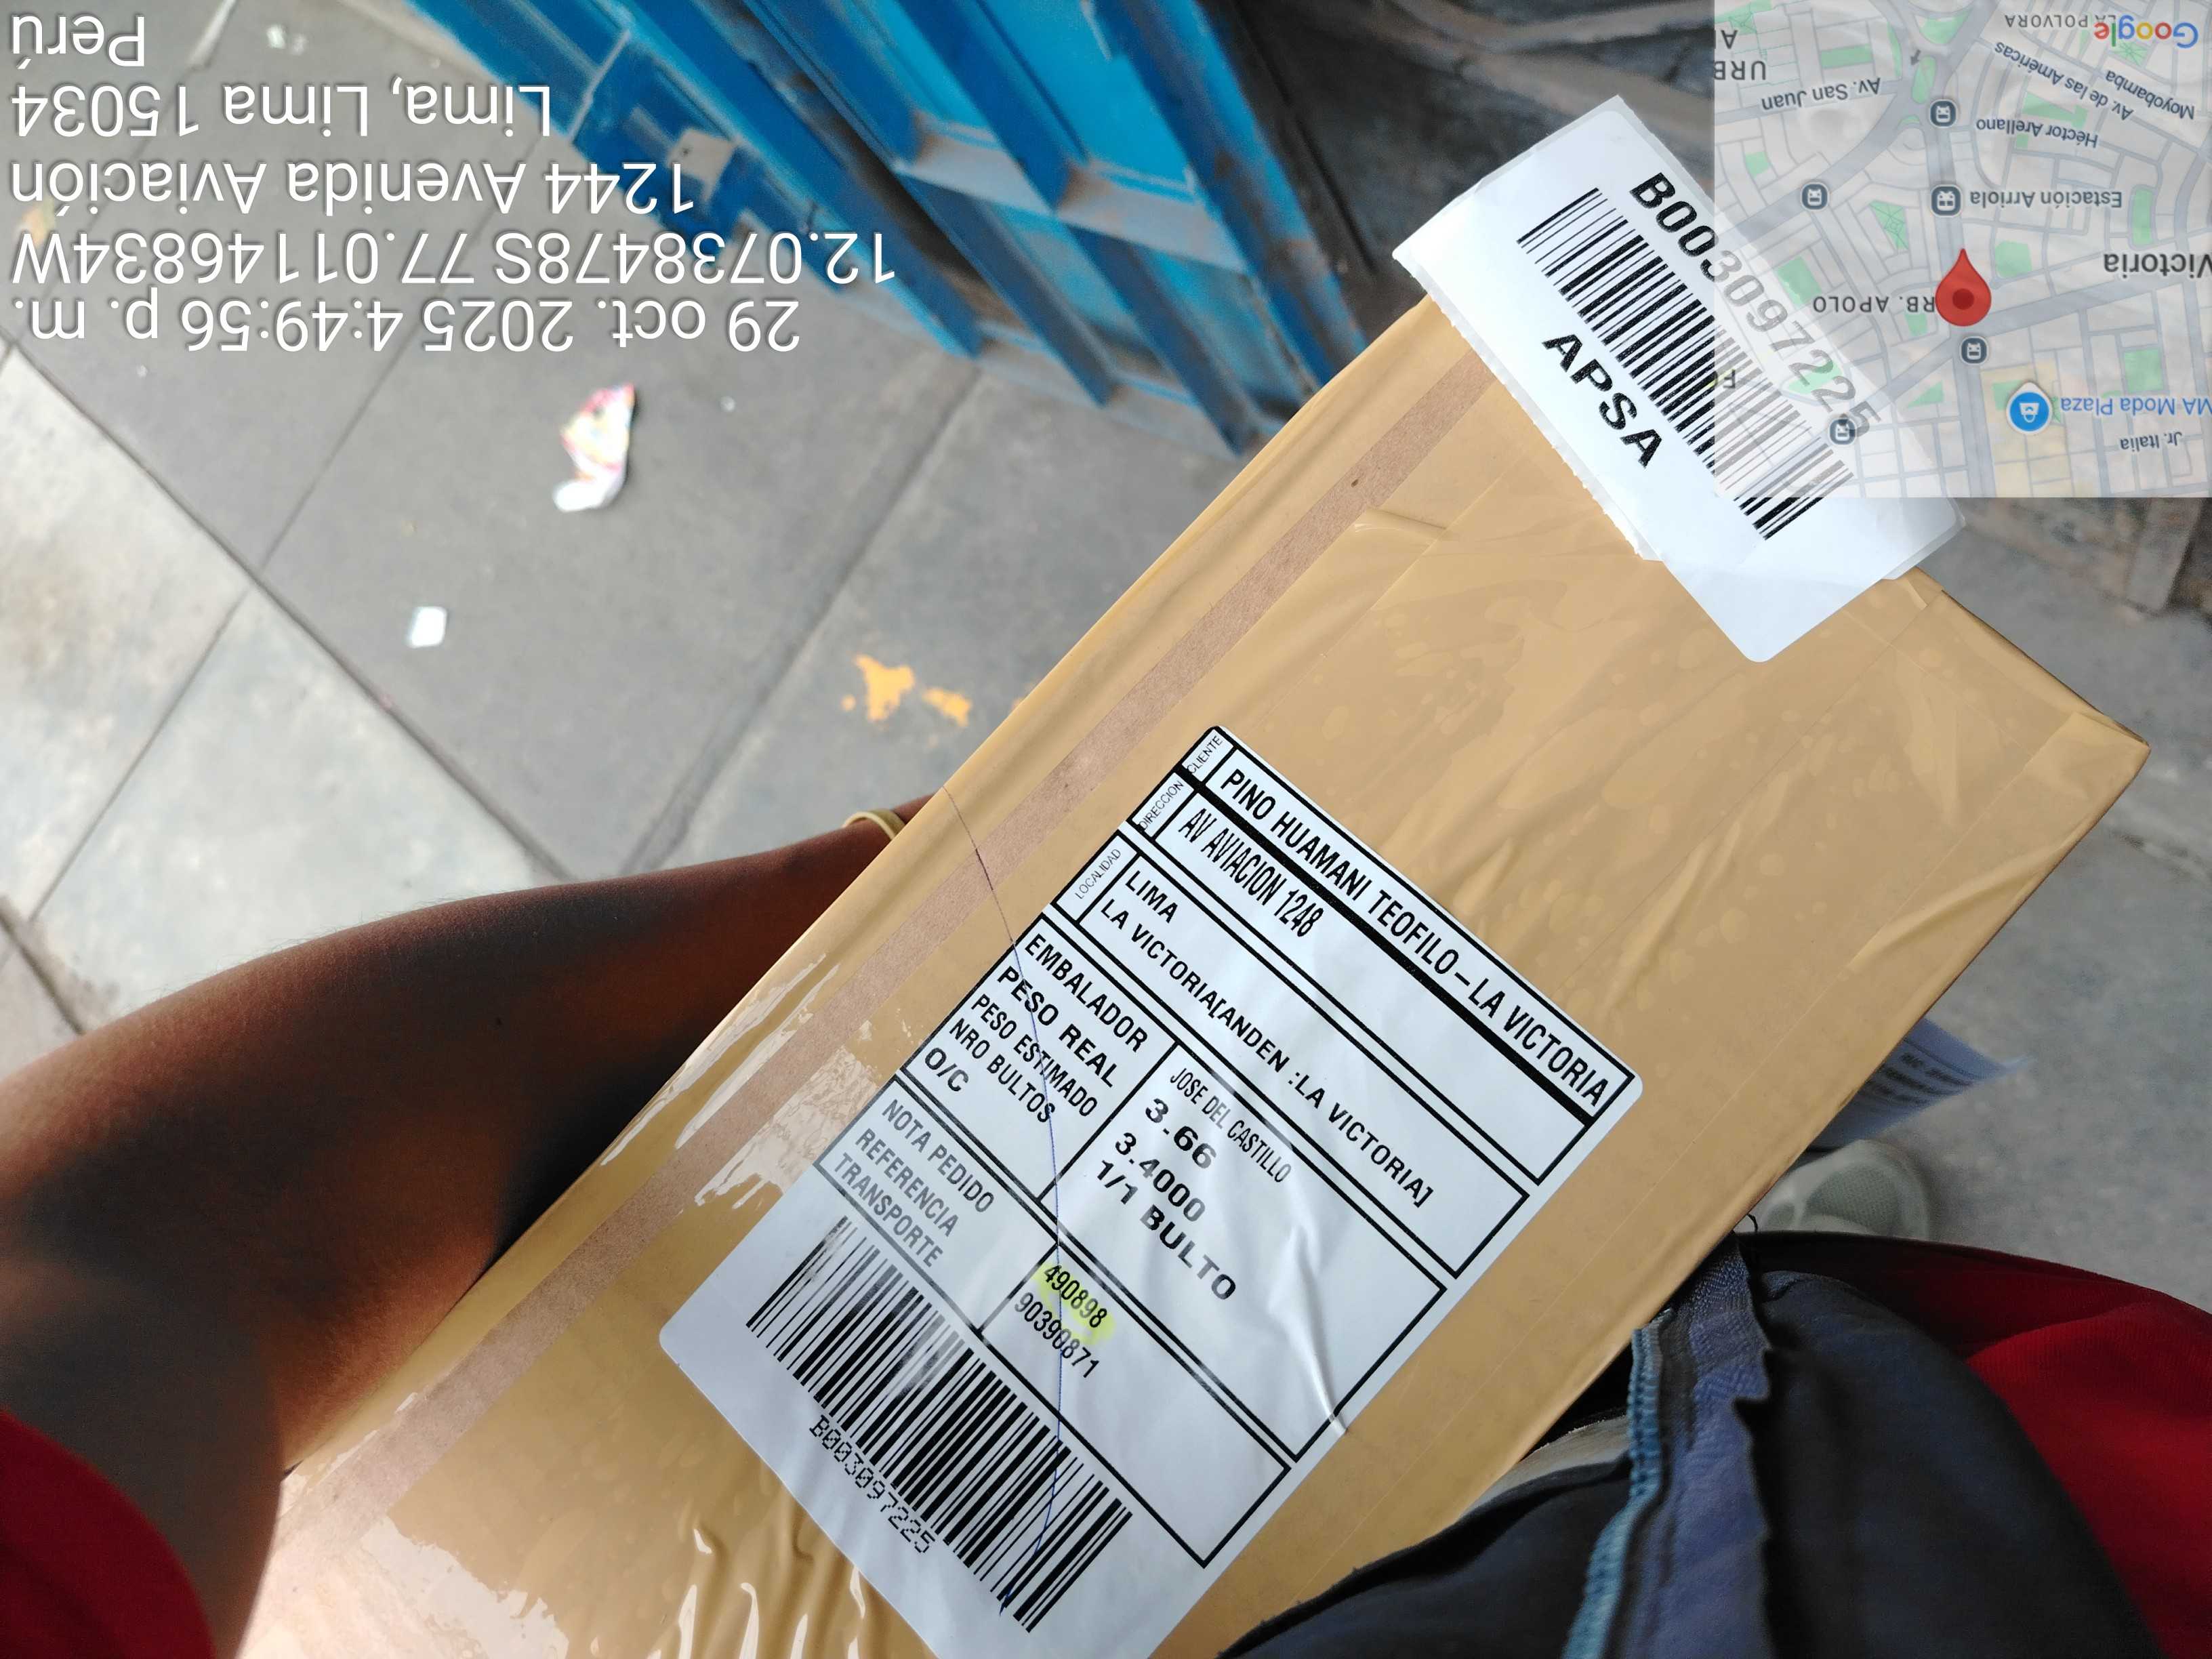 29 oct. 2025 4:49:56 p. m.
12.0738478S 77.01146834W
1244 Avenida Aviación
Lima, Lima 15034
Perú
Google
LA POLVORA
Av. de las Américas
Moyobamba
URB
Av. San Juan
Héctor Arellano
Estación Arriola
Victoria
RB. APOLO
MA Moda Plaza
Jr. Italia
B003097225
APSA
CLIENTE
PINO HUAMANI TEOFILO-LA VICTORIA
DIRECCION
AV AVIACION 1248
LOCALIDAD
LIMA
LA VICTORIA[ANDEN :LA VICTORIA]
EMBALADOR JOSE DEL CASTILLO
PESO REAL 3.66
PESO ESTIMADO 3.4000
NRO BULTOS 1/1 BULTO
O/C
NOTA PEDIDO 490898
REFERENCIA 90390871
TRANSPORTE
B003097225